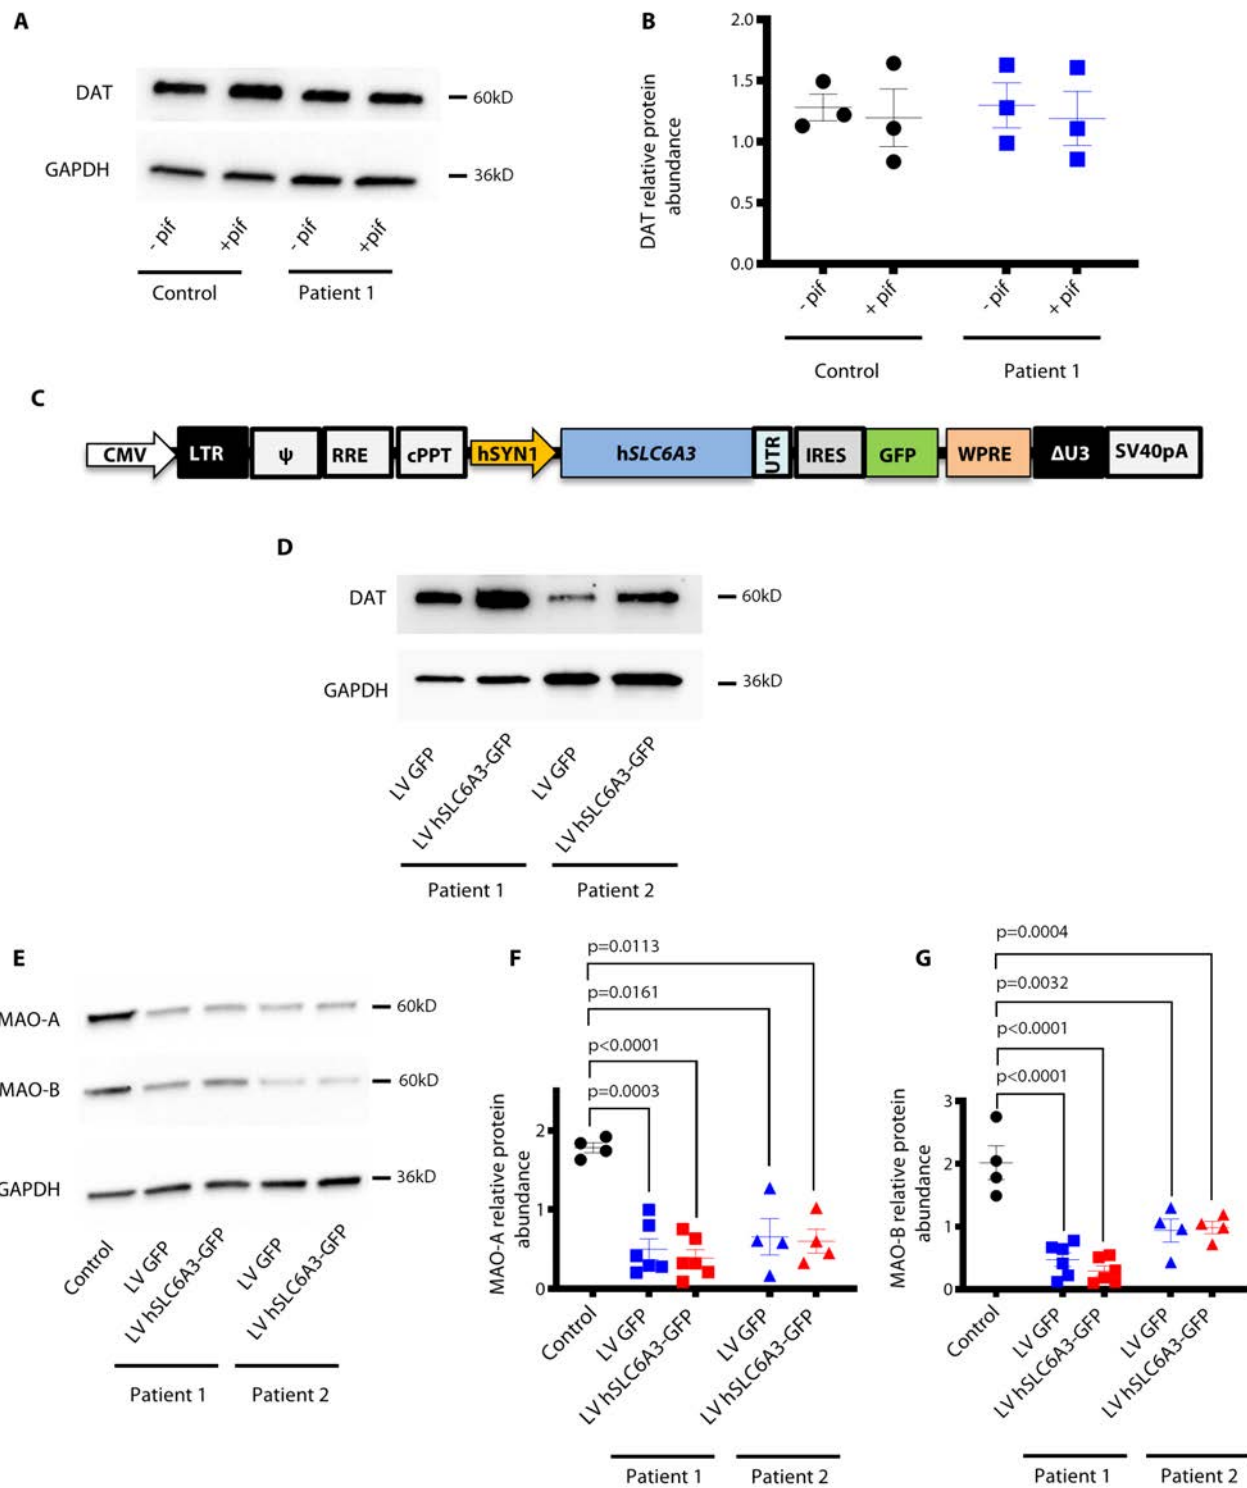 A
DAT
60kD
GAPDH
36kD
- pif
+pif
- pif
+pif
Control
Patient 1
B
DAT relative protein
abundance
2.0
1.5
1.0
0.5
0.0
- pif
+ pif
- pif
+ pif
Control
Patient 1
C
CMV
LTR
ψ
RRE
cPPT
hSYN1
hSLC6A3
UTR
IRES
GFP
WPRE
ΔU3
SV40pA
D
DAT
60kD
GAPDH
36kD
LV GFP
LV hSLC6A3-GFP
LV GFP
LV hSLC6A3-GFP
Patient 1
Patient 2
E
MAO-A
60kD
MAO-B
60kD
GAPDH
36kD
Control
LV GFP
LV hSLC6A3-GFP
LV GFP
LV hSLC6A3-GFP
Patient 1
Patient 2
F
p=0.0113
p=0.0161
p<0.0001
p=0.0003
MAO-A relative protein
abundance
2
1
0
Control
LV GFP
LV hSLC6A3-GFP
LV GFP
LV hSLC6A3-GFP
Patient 1
Patient 2
G
p=0.0004
p=0.0032
p<0.0001
p<0.0001
MAO-B relative protein
abundance
3
2
1
0
Control
LV GFP
LV hSLC6A3-GFP
LV GFP
LV hSLC6A3-GFP
Patient 1
Patient 2